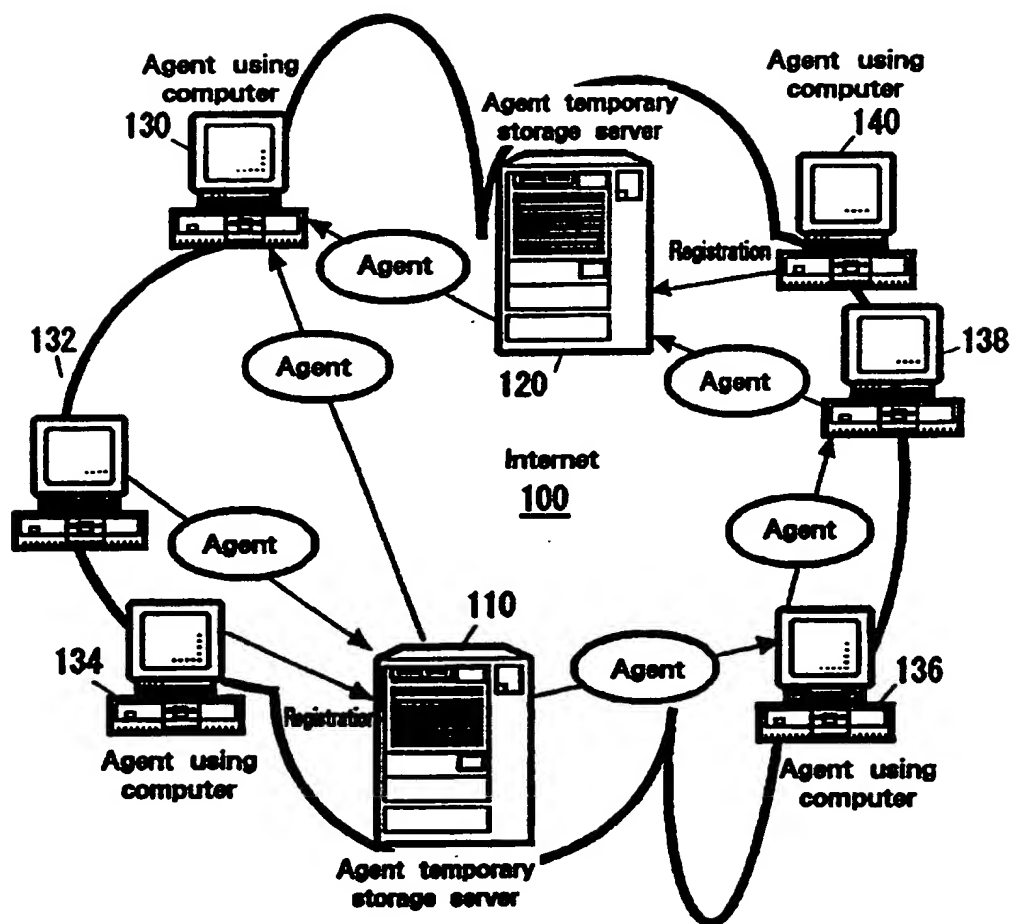 Agent using
computer
130
Agent temporary
storage server
Agent using
computer
140
Registration
Agent
132
Agent
120
Agent
138
Internet
100
Agent
Agent
110
134
Registration
Agent
136
Agent using
computer
Agent using
computer
Agent temporary
storage server